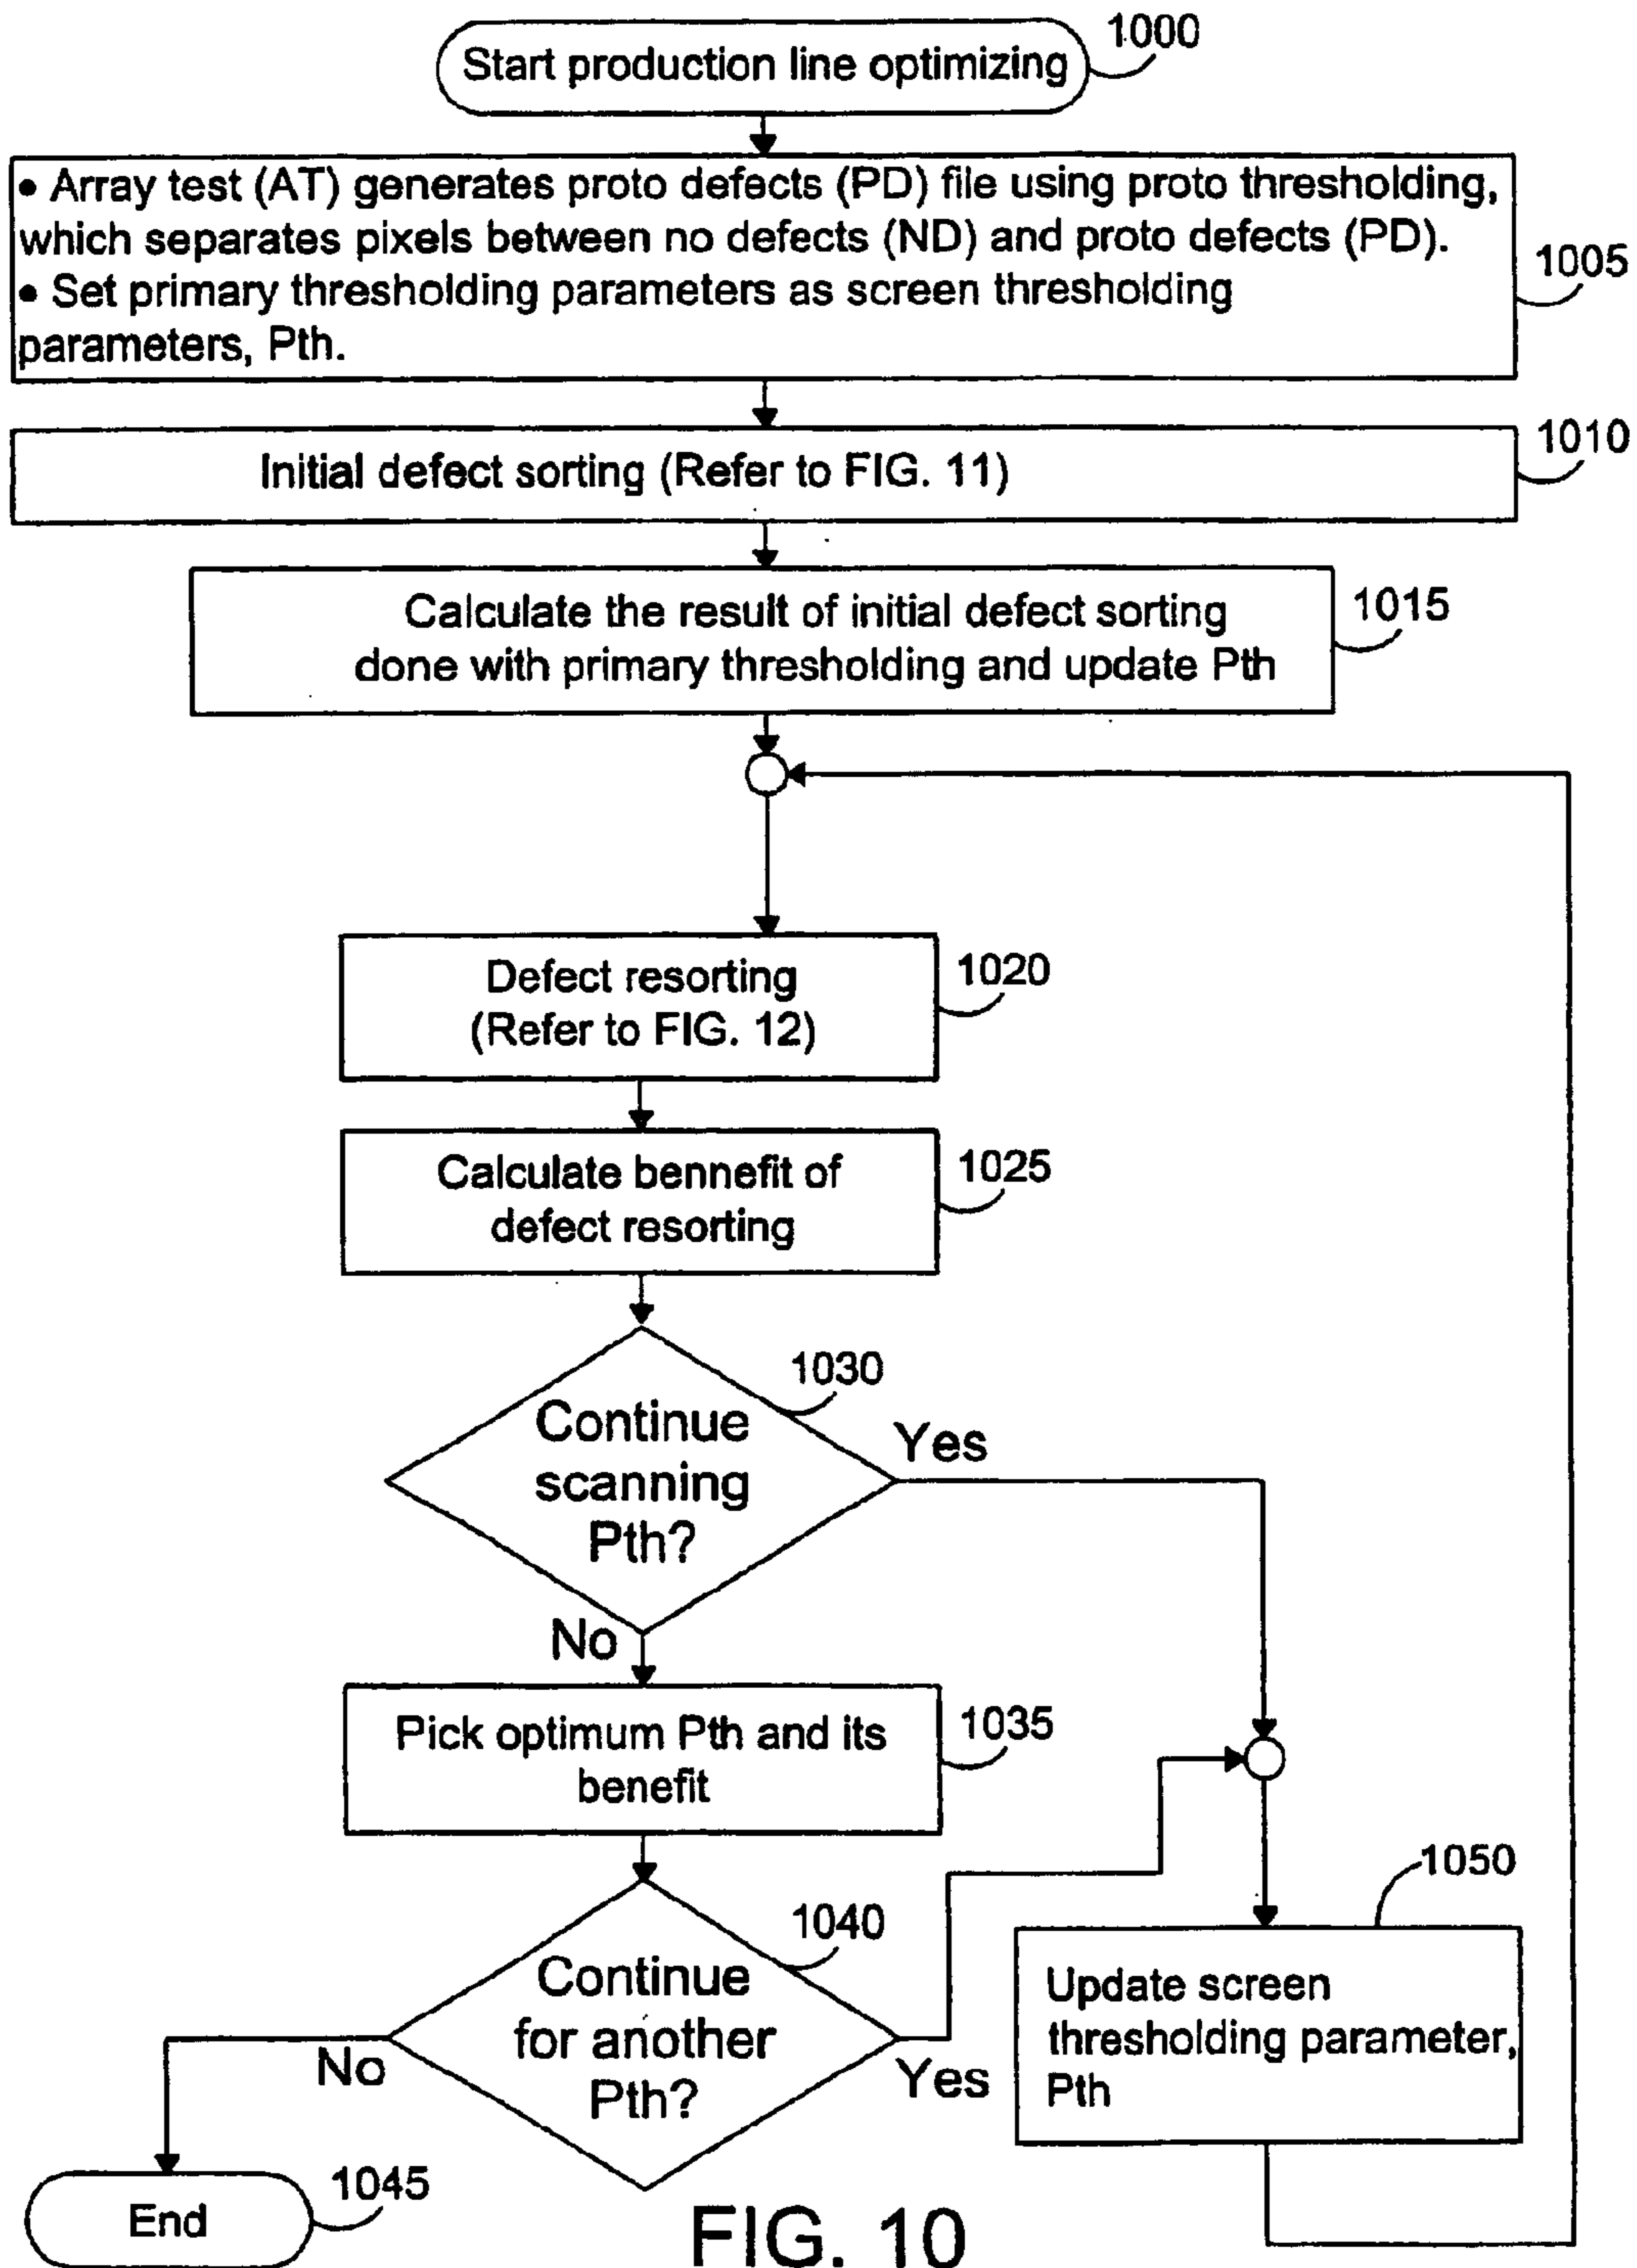 1000
Start production line optimizing
• Array test (AT) generates proto defects (PD) file using proto thresholding,
which separates pixels between no defects (ND) and proto defects (PD).
• Set primary thresholding parameters as screen thresholding
parameters, Pth.
1005
1010
Initial defect sorting (Refer to FIG. 11)
Calculate the result of initial defect sorting
done with primary thresholding and update Pth
1015
Defect resorting
(Refer to FIG. 12)
1020
Calculate bennefit of
defect resorting
1025
1030
Continue
scanning
Pth?
Yes
No
Pick optimum Pth and its
benefit
1035
1040
Continue
for another
Pth?
No
Yes
1050
Update screen
thresholding parameter,
Pth
End
1045
FIG. 10